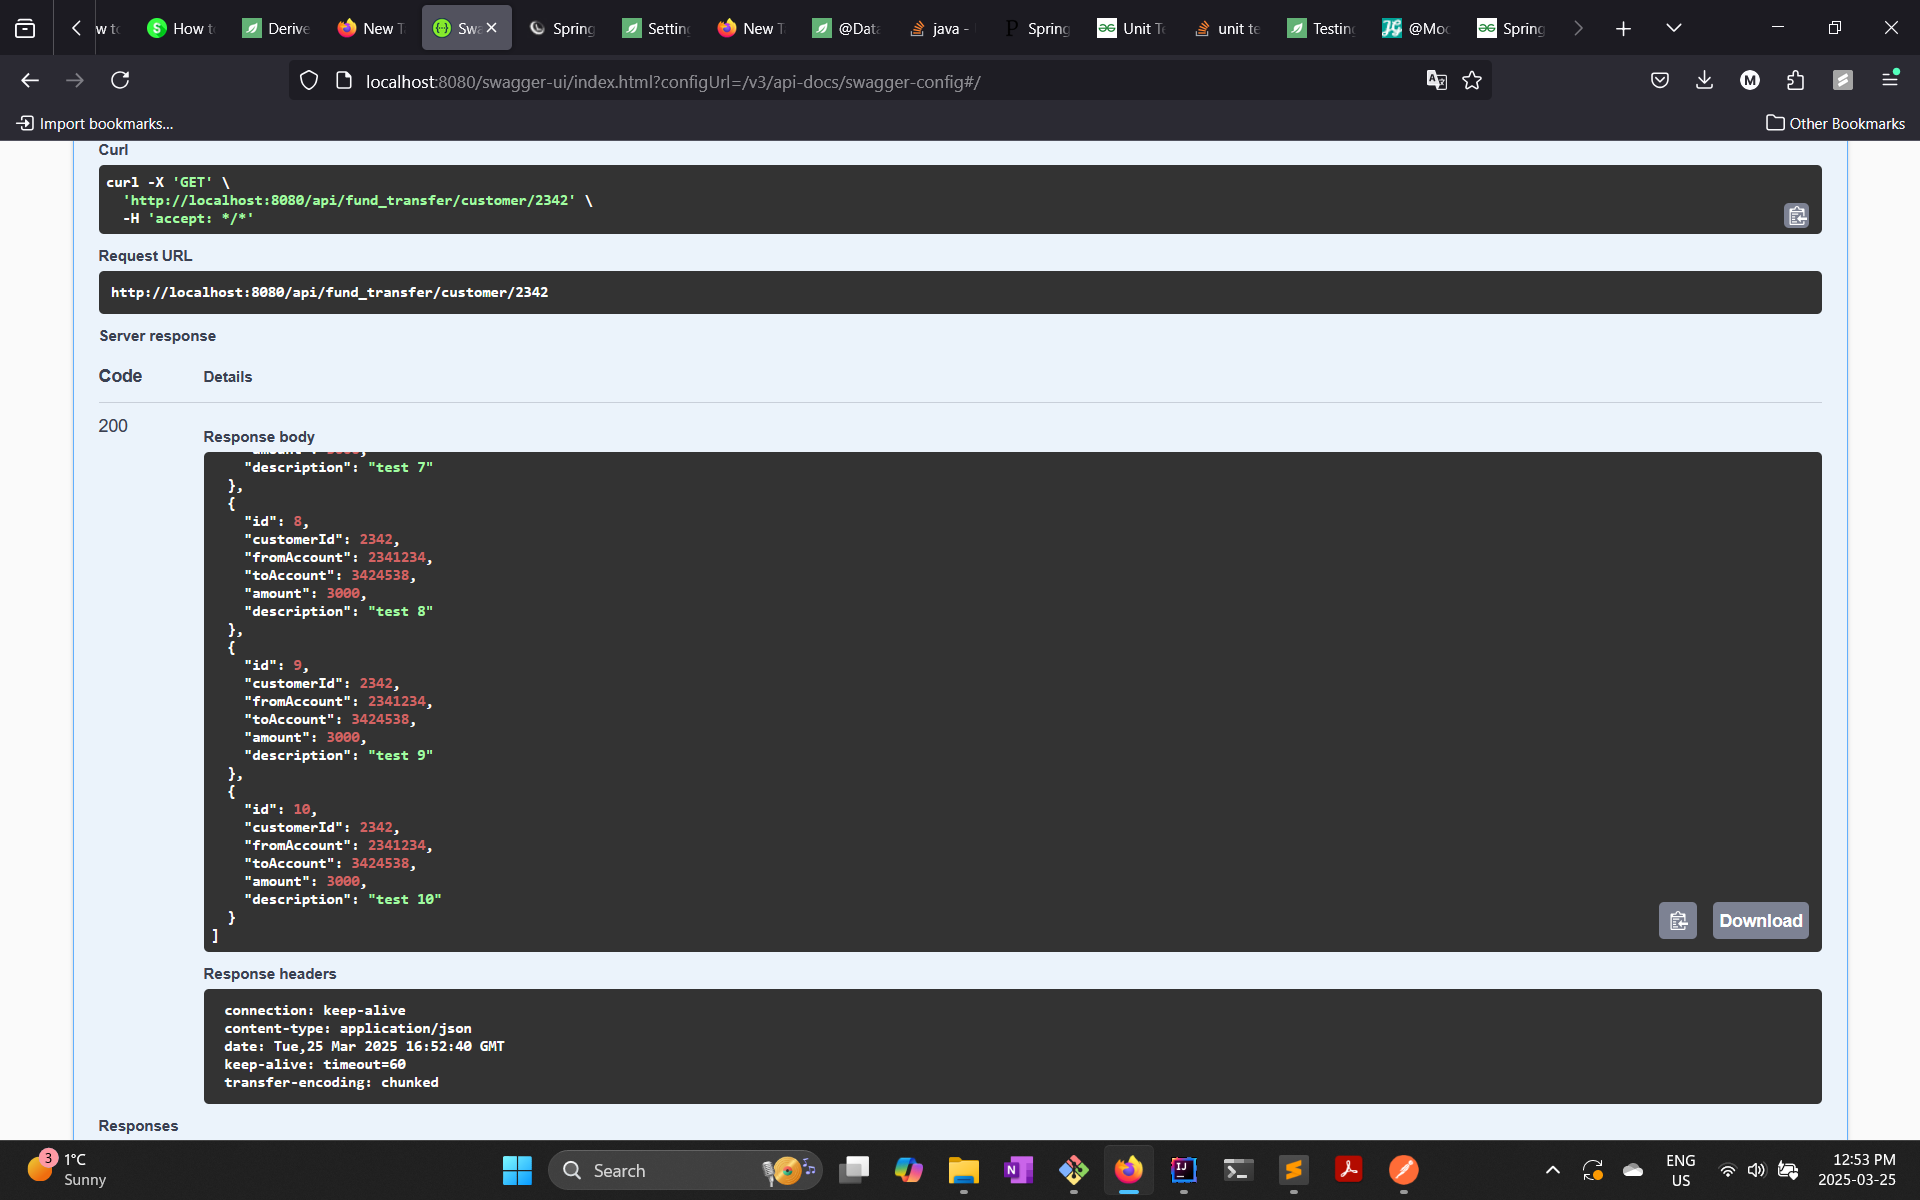 How to
Derive
New T
Swa
Spring
Settin
New T
@Data
java -
Spring
Unit Te
unit te
Testin
@Moc
Spring
localhost:8080/swagger-ui/index.html?configUrl=/v3/api-docs/swagger-config#/
Import bookmarks...
Other Bookmarks
Curl
curl -X 'GET' \
'http://localhost:8080/api/fund_transfer/customer/2342' \
-H 'accept: */*'
Request URL
http://localhost:8080/api/fund_transfer/customer/2342
Server response
Code Details
200
Response body
"description": "test 7"
},
{
"id": 8,
"customerId": 2342,
"fromAccount": 2341234,
"toAccount": 3424538,
"amount": 3000,
"description": "test 8"
},
{
"id": 9,
"customerId": 2342,
"fromAccount": 2341234,
"toAccount": 3424538,
"amount": 3000,
"description": "test 9"
},
{
"id": 10,
"customerId": 2342,
"fromAccount": 2341234,
"toAccount": 3424538,
"amount": 3000,
"description": "test 10"
}
]
Download
Response headers
connection: keep-alive
content-type: application/json
date: Tue,25 Mar 2025 16:52:40 GMT
keep-alive: timeout=60
transfer-encoding: chunked
Responses
3
1°C
Sunny
Search
ENG
US
12:53 PM
2025-03-25